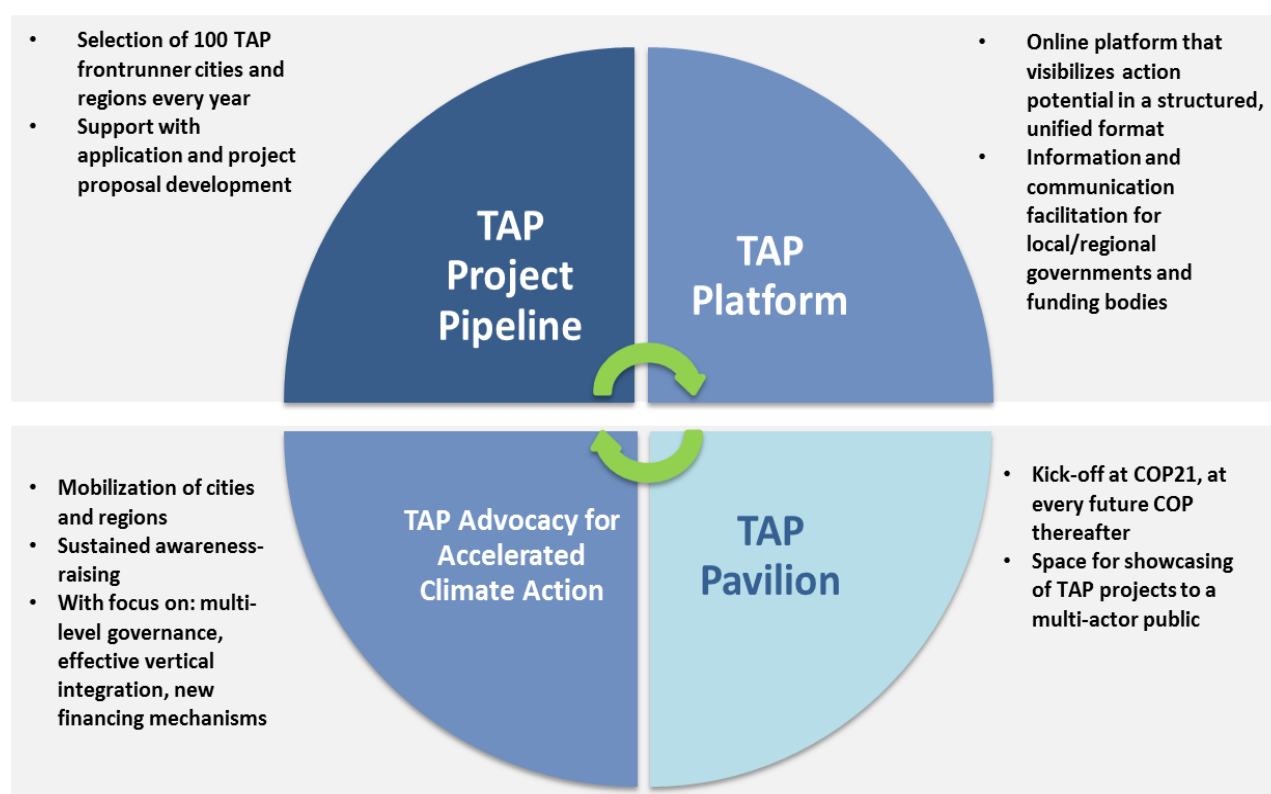 • Selection of 100 TAP
frontrunner cities and
regions every year
• Support with
application and project
proposal development
TAP
Project
Pipeline
TAP
Platform
• Online platform that
visibilizes action
potential in a structured,
unified format
• Information and
communication
facilitation for
local/regional
governments and
funding bodies
• Mobilization of cities
and regions
• Sustained awareness-
raising
• With focus on: multi-
level governance,
effective vertical
integration, new
financing mechanisms
TAP Advocacy for
Accelerated
Climate Action
TAP
Pavilion
• Kick-off at COP21, at
every future COP
thereafter
• Space for showcasing
of TAP projects to a
multi-actor public